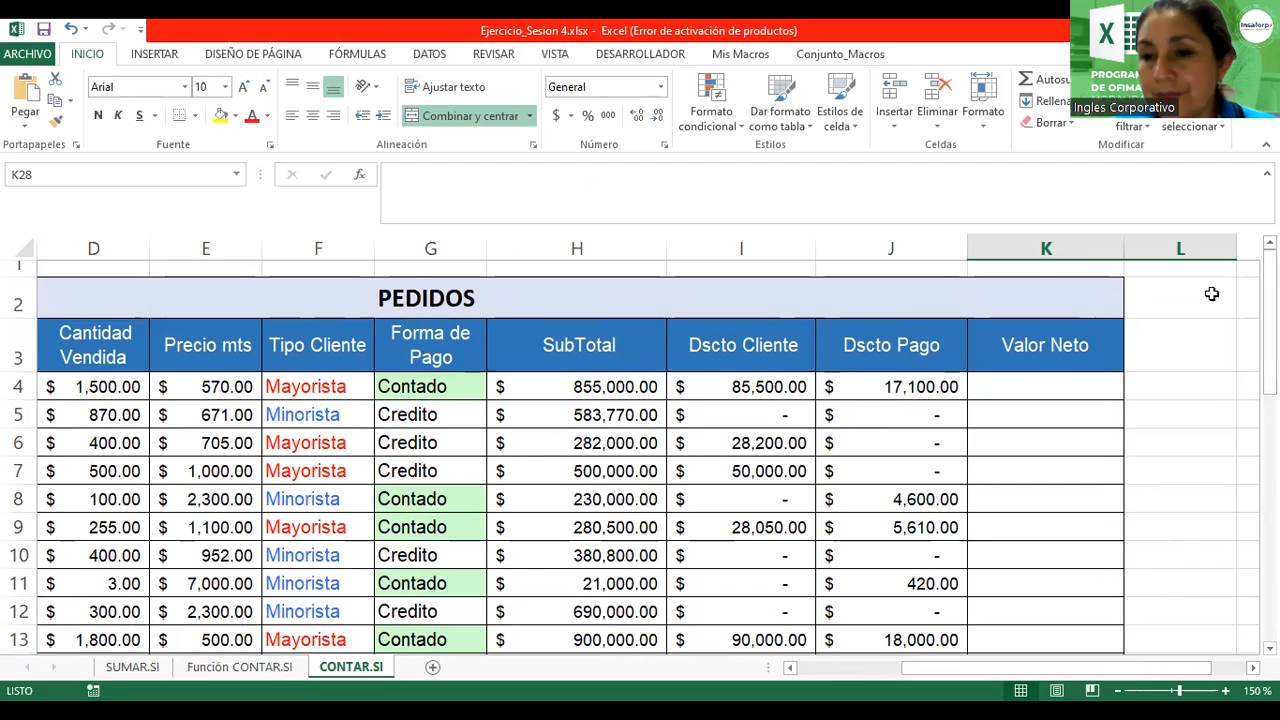 Ejercicio_Sesion 4.xlsx - Excel (Error de activación de productos)
ARCHIVO INICIO INSERTAR DISEÑO DE PÁGINA FÓRMULAS DATOS REVISAR VISTA DESARROLLADOR Mis Macros Conjunto_Macros
Insaforp
PROGRAM
DE OFIMA
Ingles Corporativo
Pegar
Arial 10
N K S
Ajustar texto
Combinar y centrar
General
$ % 000
Formato condicional
Dar formato como tabla
Estilos de celda
Insertar Eliminar Formato
Autosu
Rellena
Borrar
filtrar seleccionar
Portapapeles Fuente Alineación Número Estilos Celdas Modificar
K28
fx
D E F G H I J K L
1
2 PEDIDOS
3 Cantidad Vendida Precio mts Tipo Cliente Forma de Pago SubTotal Dscto Cliente Dscto Pago Valor Neto
4 $ 1,500.00 $ 570.00 Mayorista Contado $ 855,000.00 $ 85,500.00 $ 17,100.00
5 $ 870.00 $ 671.00 Minorista Credito $ 583,770.00 $ - $ -
6 $ 400.00 $ 705.00 Mayorista Credito $ 282,000.00 $ 28,200.00 $ -
7 $ 500.00 $ 1,000.00 Mayorista Credito $ 500,000.00 $ 50,000.00 $ -
8 $ 100.00 $ 2,300.00 Minorista Contado $ 230,000.00 $ - $ 4,600.00
9 $ 255.00 $ 1,100.00 Mayorista Contado $ 280,500.00 $ 28,050.00 $ 5,610.00
10 $ 400.00 $ 952.00 Minorista Credito $ 380,800.00 $ - $ -
11 $ 3.00 $ 7,000.00 Minorista Contado $ 21,000.00 $ - $ 420.00
12 $ 300.00 $ 2,300.00 Minorista Credito $ 690,000.00 $ - $ -
13 $ 1,800.00 $ 500.00 Mayorista Contado $ 900,000.00 $ 90,000.00 $ 18,000.00
SUMAR.SI Función CONTAR.SI CONTAR.SI
LISTO 150 %